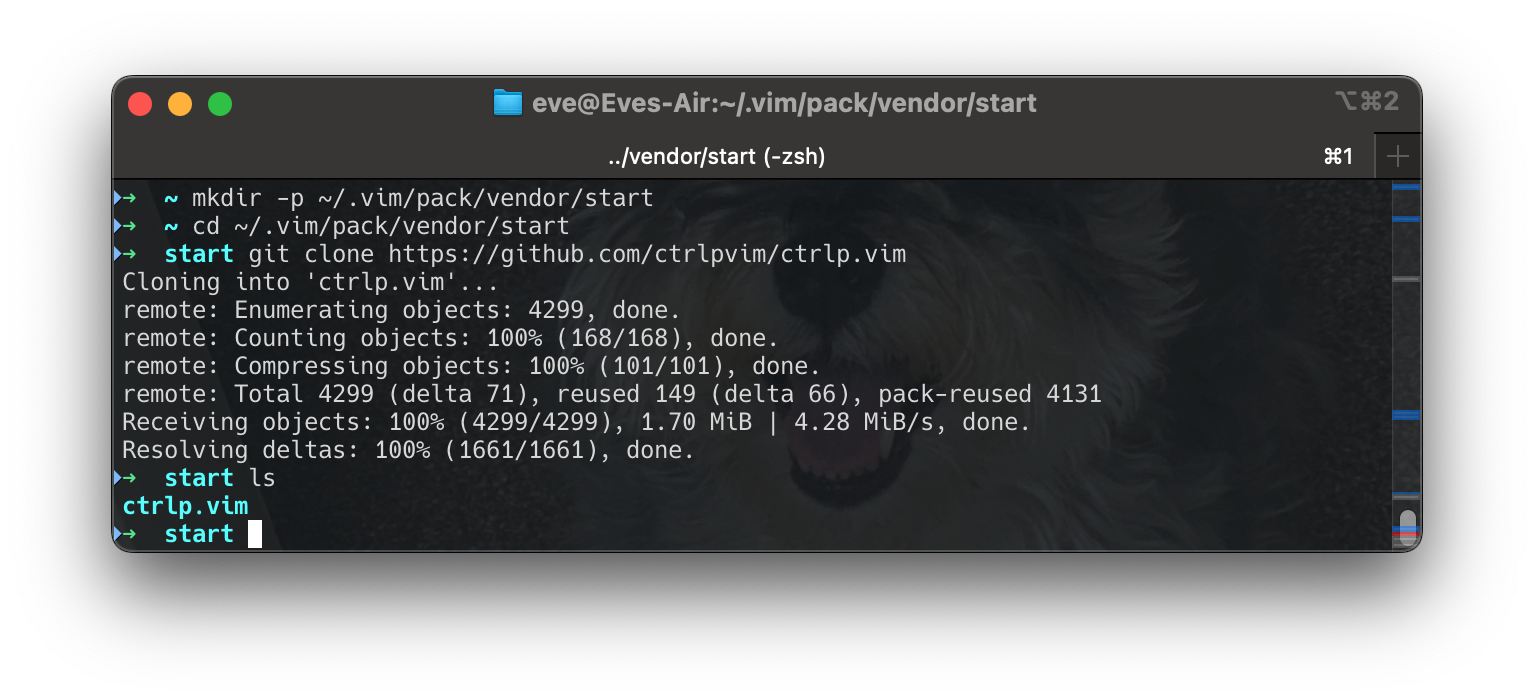 eve@Eves-Air:~/.vim/pack/vendor/start ⌥⌘2
../vendor/start (-zsh) ⌘1
➜ ~ mkdir -p ~/.vim/pack/vendor/start
➜ ~ cd ~/.vim/pack/vendor/start
➜ start git clone https://github.com/ctrlpvim/ctrlp.vim
Cloning into 'ctrlp.vim'...
remote: Enumerating objects: 4299, done.
remote: Counting objects: 100% (168/168), done.
remote: Compressing objects: 100% (101/101), done.
remote: Total 4299 (delta 71), reused 149 (delta 66), pack-reused 4131
Receiving objects: 100% (4299/4299), 1.70 MiB | 4.28 MiB/s, done.
Resolving deltas: 100% (1661/1661), done.
➜ start ls
ctrlp.vim
➜ start